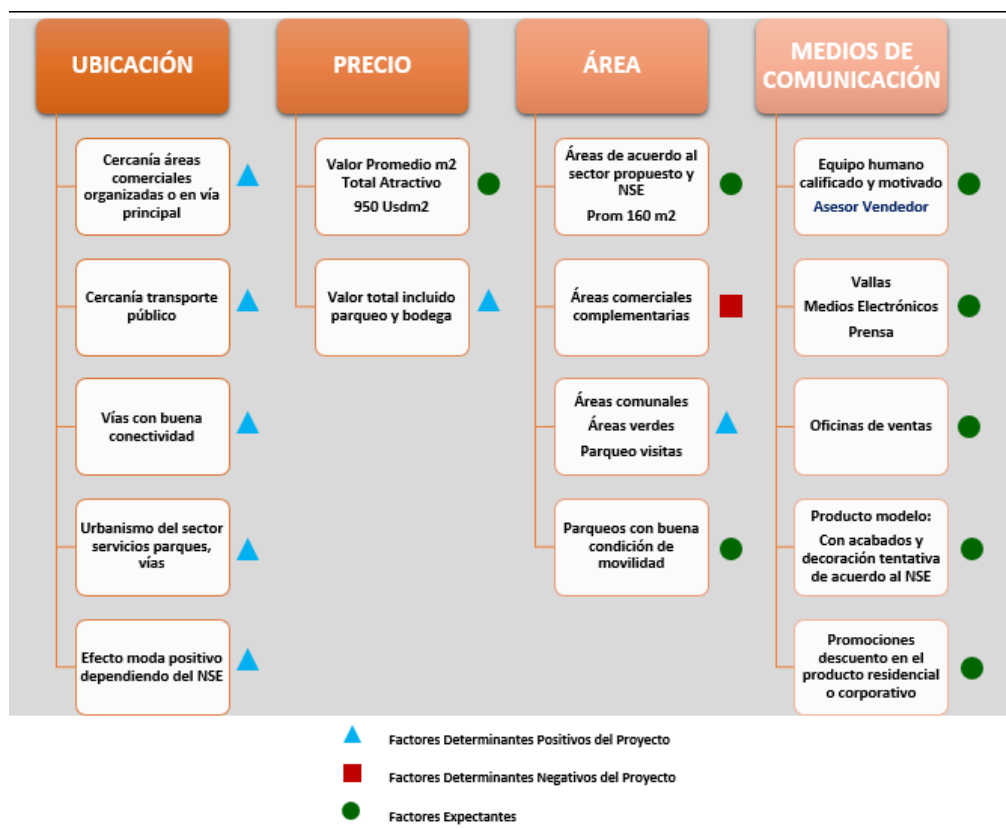 UBICACIÓN
Cercanía áreas
comerciales
organizadas o en vía
principal
Cercanía transporte
público
Vías con buena
conectividad
Urbanismo del sector
servicios parques,
vías
Efecto moda positivo
dependiendo del NSE
PRECIO
Valor Promedio m2
Total Atractivo
950 Usdm2
Valor total incluido
parqueo y bodega
ÁREA
Áreas de acuerdo al
sector propuesto y
NSE
Prom 160 m2
Áreas comerciales
complementarias
Áreas comunales
Áreas verdes
Parqueo visitas
Parqueos con buena
condición de
movilidad
MEDIOS DE
COMUNICACIÓN
Equipo humano
calificado y motivado
Asesor Vendedor
Vallas
Medios Electrónicos
Prensa
Oficinas de ventas
Producto modelo:
Con acabados y
decoración tentativa
de acuerdo al NSE
Promociones
descuento en el
producto residencial
o corporativo
Factores Determinantes Positivos del Proyecto
Factores Determinantes Negativos del Proyecto
Factores Expectantes